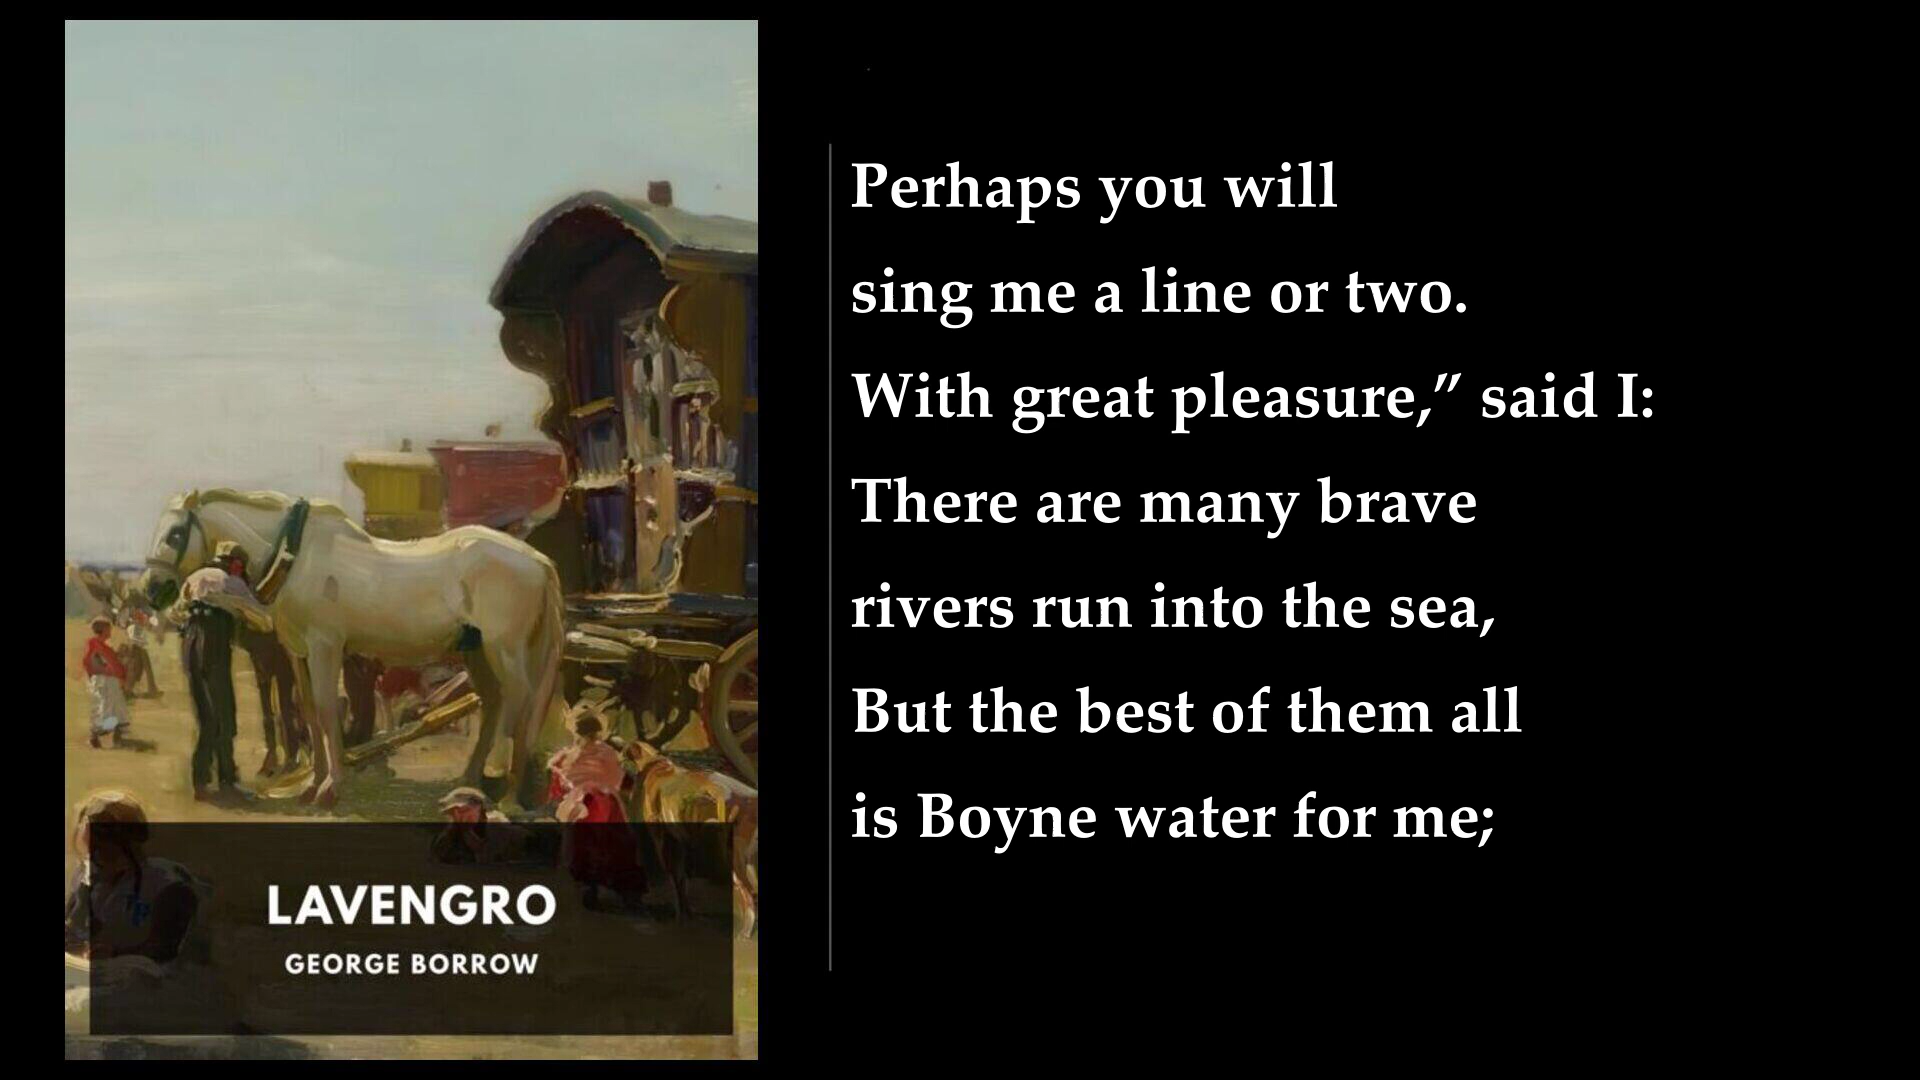 LAVENGRO
GEORGE BORROW
Perhaps you will
sing me a line or two.
With great pleasure,” said I:
There are many brave
rivers run into the sea,
But the best of them all
is Boyne water for me;